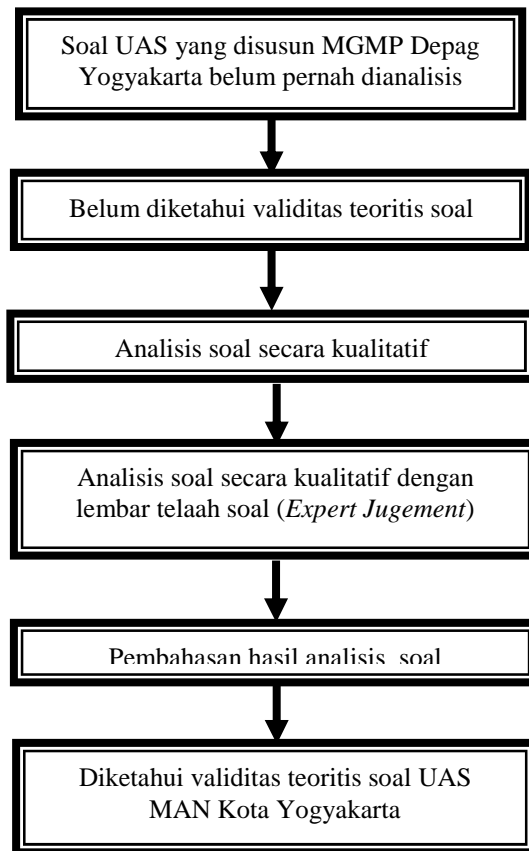 Soal UAS yang disusun MGMP Depag
Yogyakarta belum pernah dianalisis
Belum diketahui validitas teoritis soal
Analisis soal secara kualitatif
Analisis soal secara kualitatif dengan
lembar telaah soal (Expert Jugement)
Pembahasan hasil analisis soal
Diketahui validitas teoritis soal UAS
MAN Kota Yogyakarta